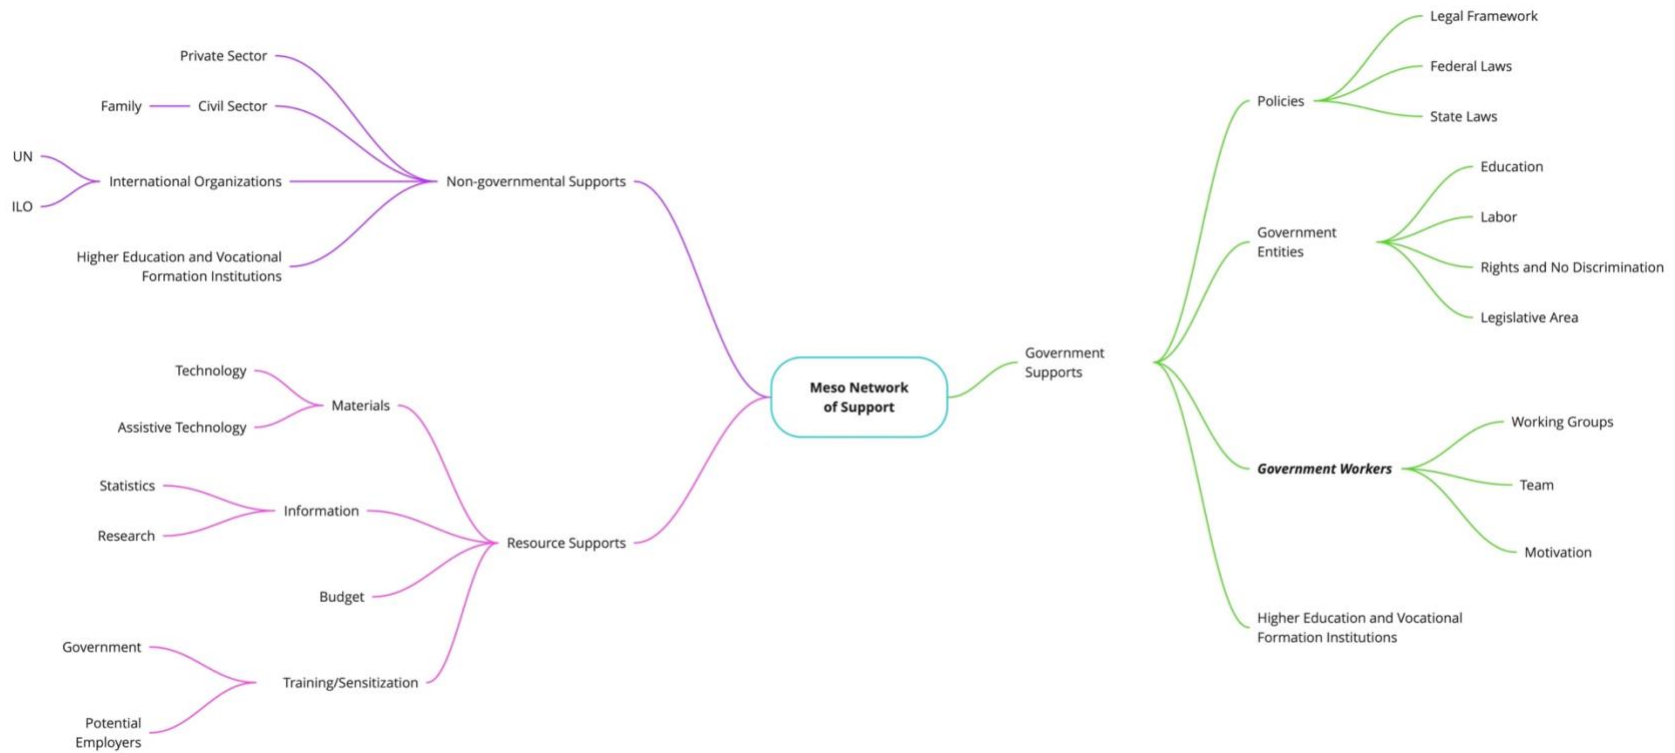 Private Sector
Family
Civil Sector
UN
International Organizations
ILO
Higher Education and Vocational
Formation Institutions
Non-governmental Supports
Technology
Materials
Assistive Technology
Statistics
Information
Research
Budget
Government
Training/Sensitization
Potential
Employers
Resource Supports
Meso Network
of Support
Government
Supports
Policies
Legal Framework
Federal Laws
State Laws
Government
Entities
Education
Labor
Rights and No Discrimination
Legislative Area
Government Workers
Working Groups
Team
Motivation
Higher Education and Vocational
Formation Institutions